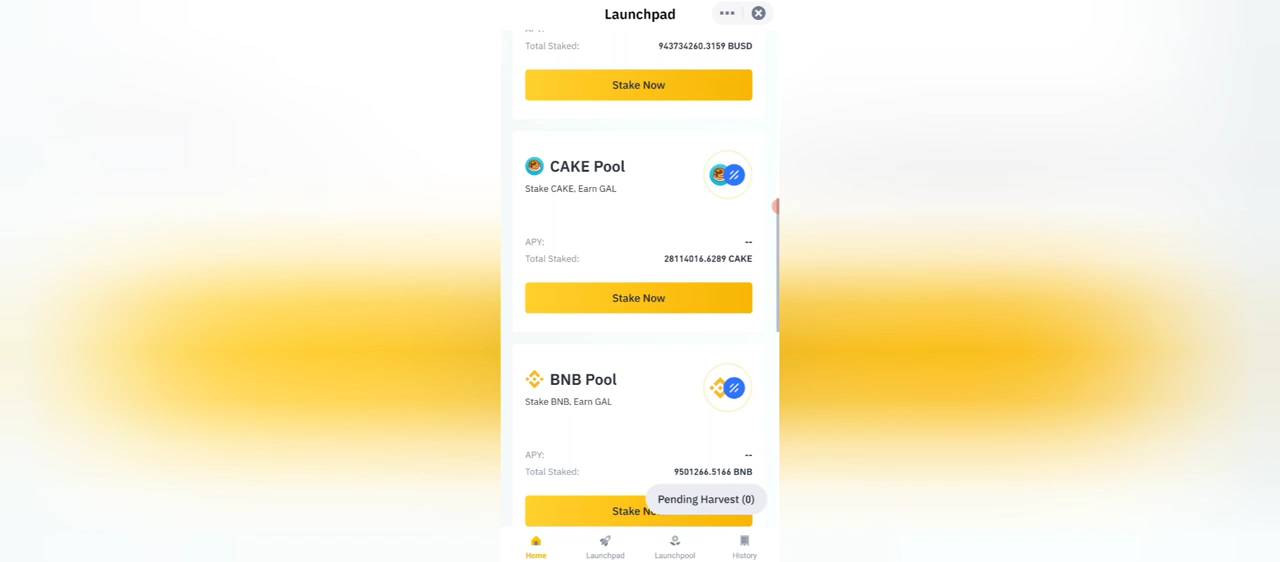 Launchpad
APY:
Total Staked: 943734260.3159 BUSD
Stake Now
CAKE Pool
Stake CAKE, Earn GAL
APY: --
Total Staked: 28114016.6289 CAKE
Stake Now
BNB Pool
Stake BNB, Earn GAL
APY: --
Total Staked: 9501266.5166 BNB
Pending Harvest (0)
Stake No
Home Launchpad Launchpool History